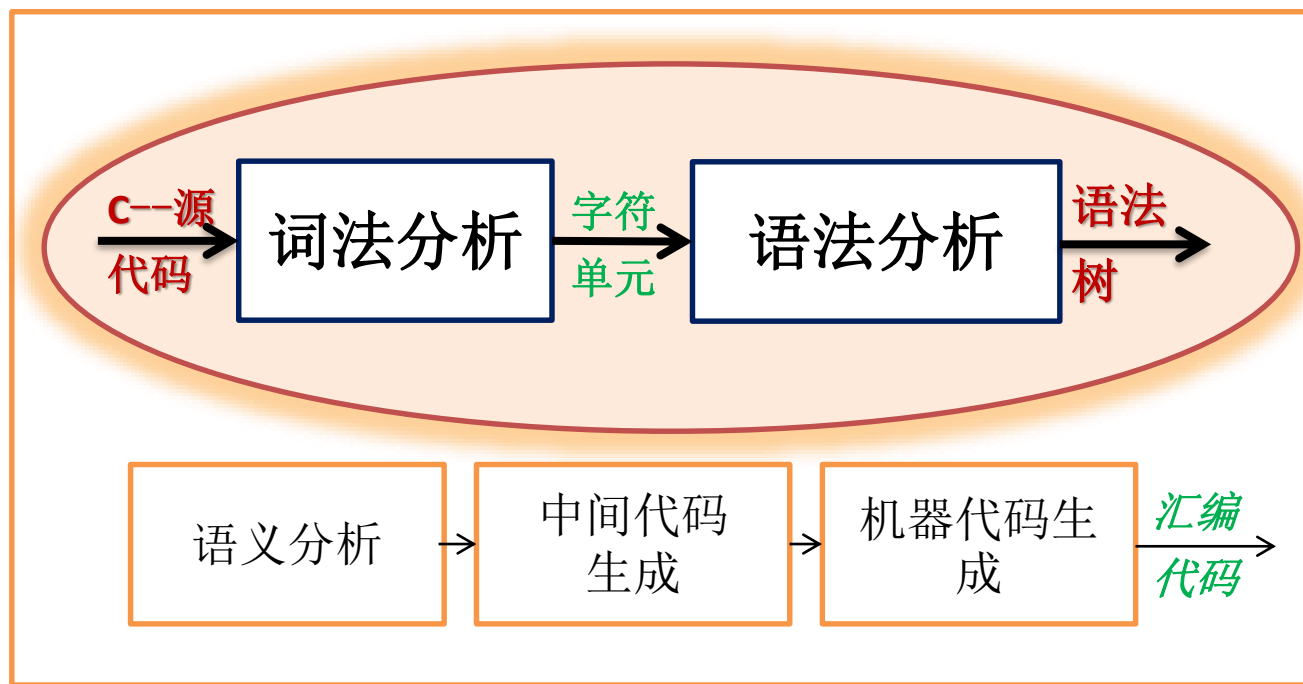 C−−源
代码
词法分析
字符
单元
语法分析
语法
树
语义分析
中间代码
生成
机器代码生
成
汇编
代码